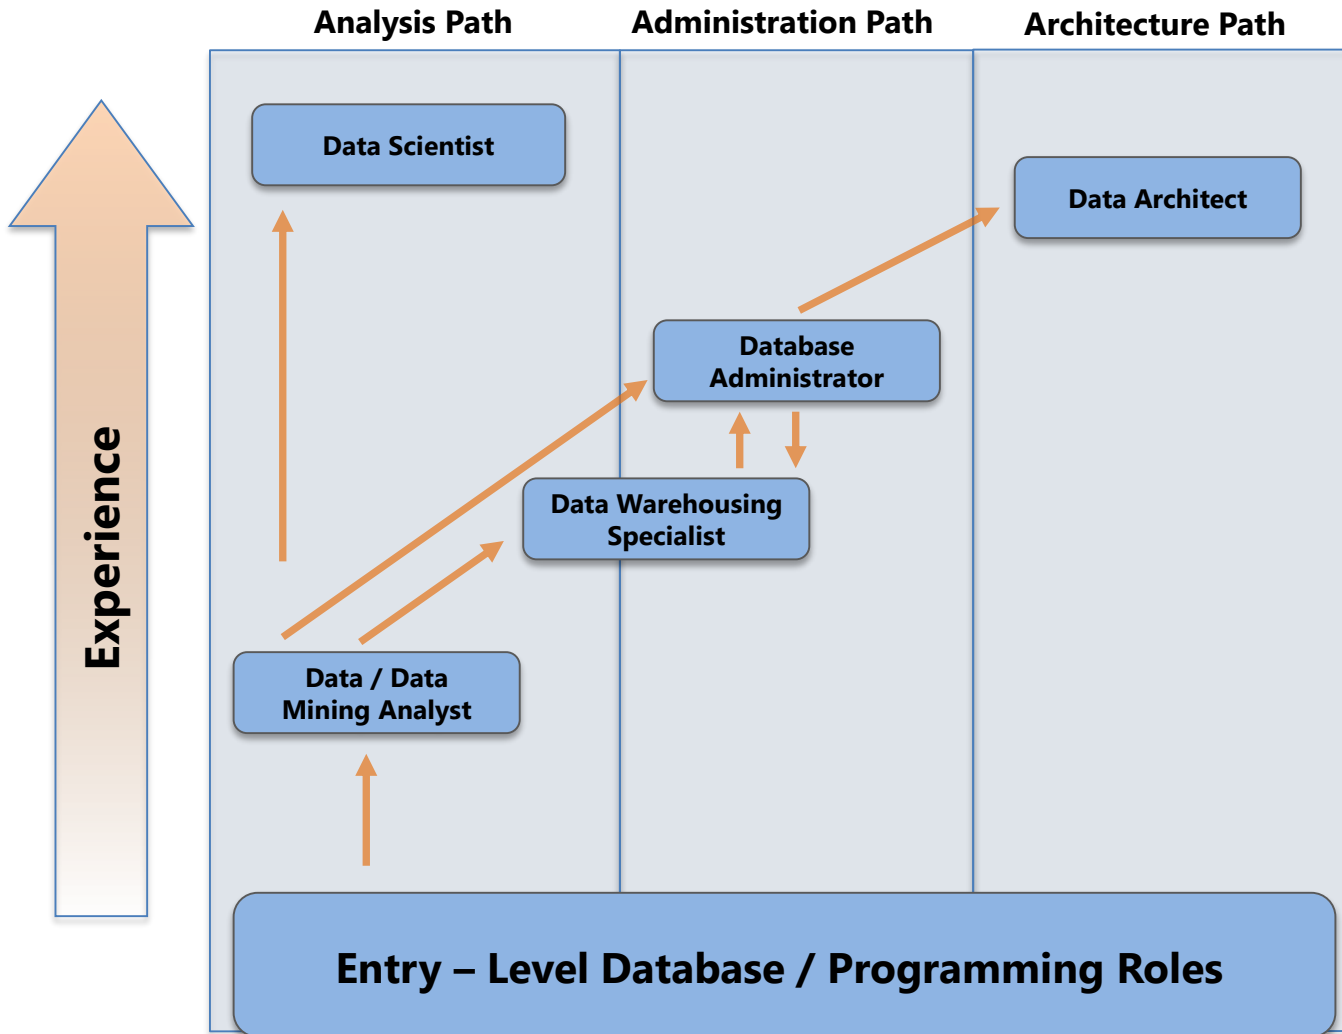 Analysis Path
Administration Path
Architecture Path
Data Scientist
Data Architect
Database
Administrator
Data Warehousing
Specialist
Experience
Data / Data
Mining Analyst
Entry – Level Database / Programming Roles